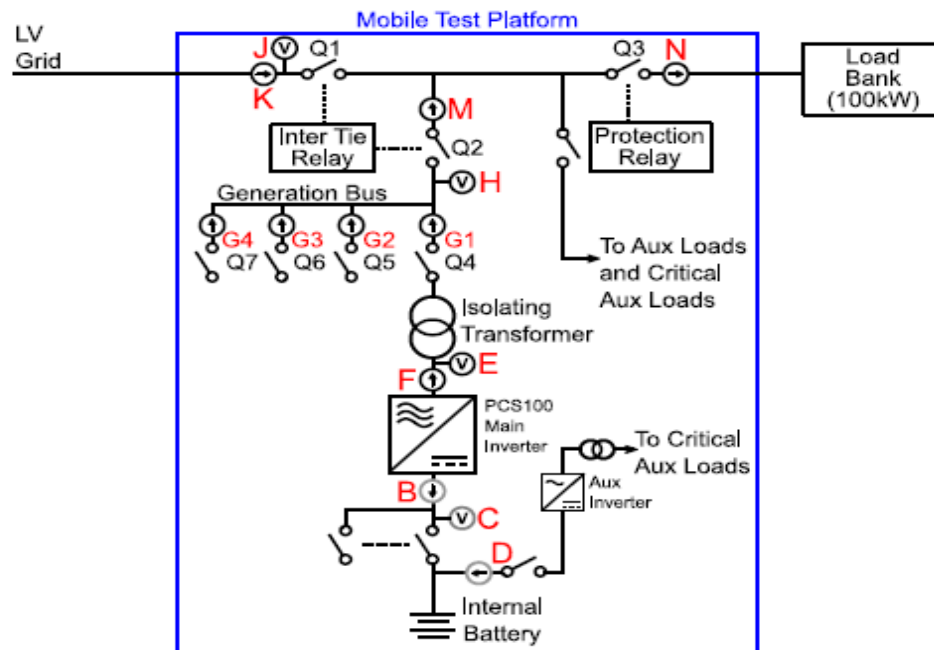 Mobile Test Platform
LV
Grid
J
V
Q1
K
Q3
N
Load
Bank
(100kW)
M
Inter Tie
Relay
Q2
Protection
Relay
V
H
Generation Bus
G4
G3
G2
G1
Q7
Q6
Q5
Q4
To Aux Loads
and Critical
Aux Loads
Isolating
Transformer
V
E
F
PCS100
Main
Inverter
To Critical
Aux Loads
Aux
Inverter
B
V
C
D
Internal
Battery